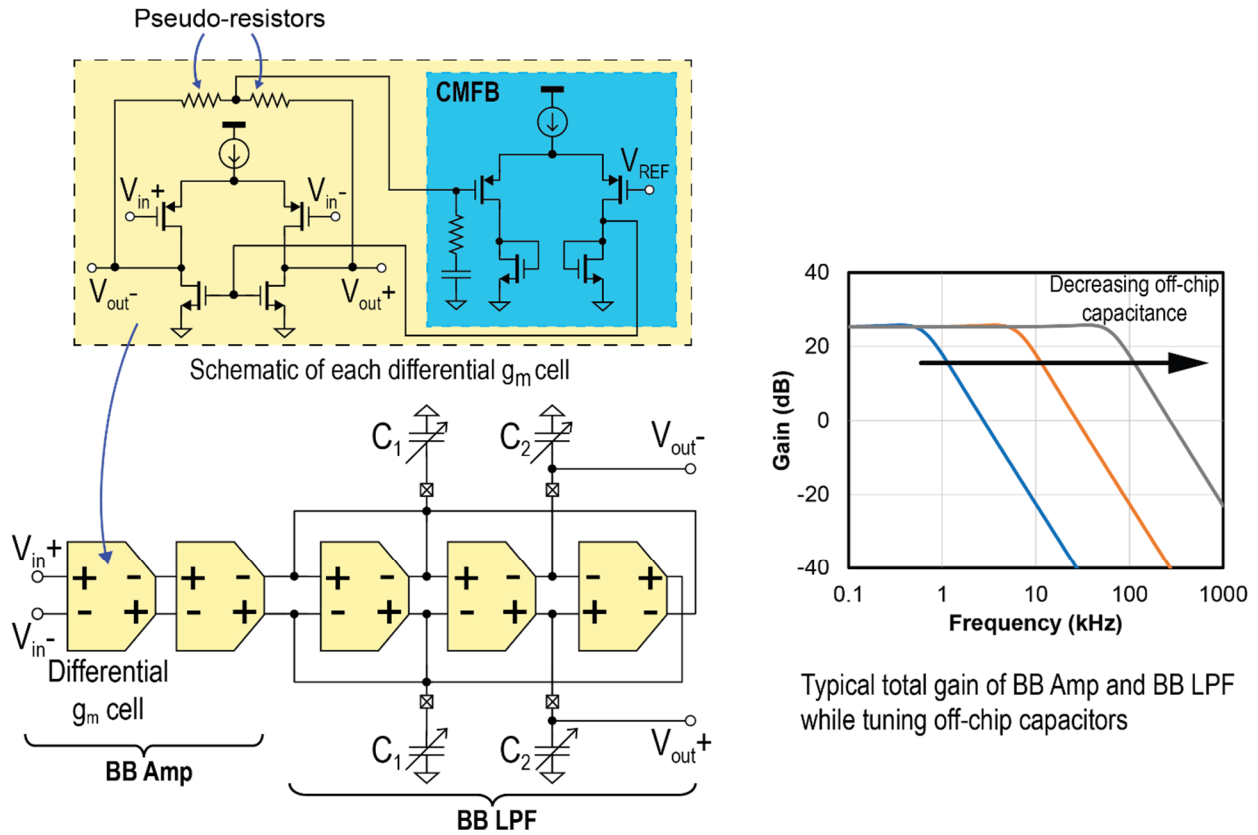 Pseudo-resistors
CMFB
VREF
Vin+
Vin-
Vout-
Vout+
Schematic of each differential gm cell
C1
C2
Vout-
Vin+
Vin-
+
-
-
+
+
-
-
+
+
-
-
+
+
-
-
+
-
+
+
-
Differential
gm cell
C1
C2
Vout+
BB Amp
BB LPF
40
20
0
-20
-40
Gain (dB)
Decreasing off-chip
capacitance
0.1 1 10 100 1000
Frequency (kHz)
Typical total gain of BB Amp and BB LPF
while tuning off-chip capacitors